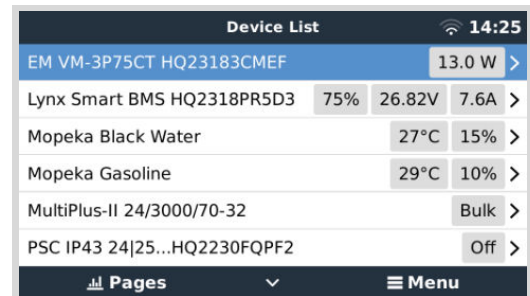 Device List 14:25
EM VM-3P75CT HQ23183CMEF 13.0 W
Lynx Smart BMS HQ2318PR5D3 75% 26.82V 7.6A
Mopeka Black Water 27°C 15%
Mopeka Gasoline 29°C 10%
MultiPlus-II 24/3000/70-32 Bulk
PSC IP43 24|25...HQ2230FQPF2 Off
Pages Menu